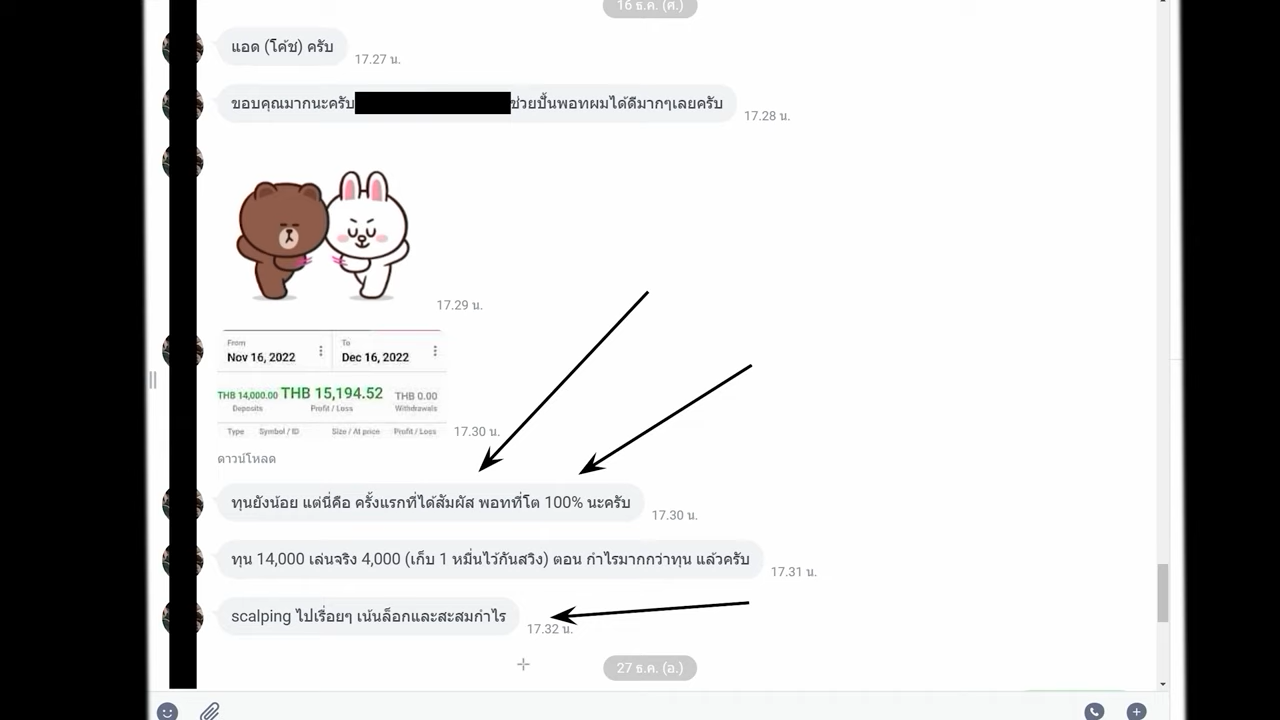 16 ธ.ค. (ศ.)
แอด (โค้ช) ครับ
17.27 น.
ขอบคุณมากนะครับ ช่วยปั้นพอทผมได้ดีมากๆเลยครับ
17.28 น.
17.29 น.
From
To
Nov 16, 2022
Dec 16, 2022
THB 14,000.00 THB 15,194.52 THB 0.00
Deposits Profit / Loss Withdrawals
Type Symbol / ID Size / At price Profit / Loss
17.30 น.
ดาวน์โหลด
ทุนยังน้อย แต่นี่คือ ครั้งแรกที่ได้สัมผัส พอทที่โต 100% นะครับ
17.30 น.
ทุน 14,000 เล่นจริง 4,000 (เก็บ 1 หมื่นไว้กันสวิง) ตอน กำไรมากกว่าทุน แล้วครับ
17.31 น.
scalping ไปเรื่อยๆ เน้นล็อกและสะสมกำไร
17.32 น.
27 ธ.ค. (อ.)